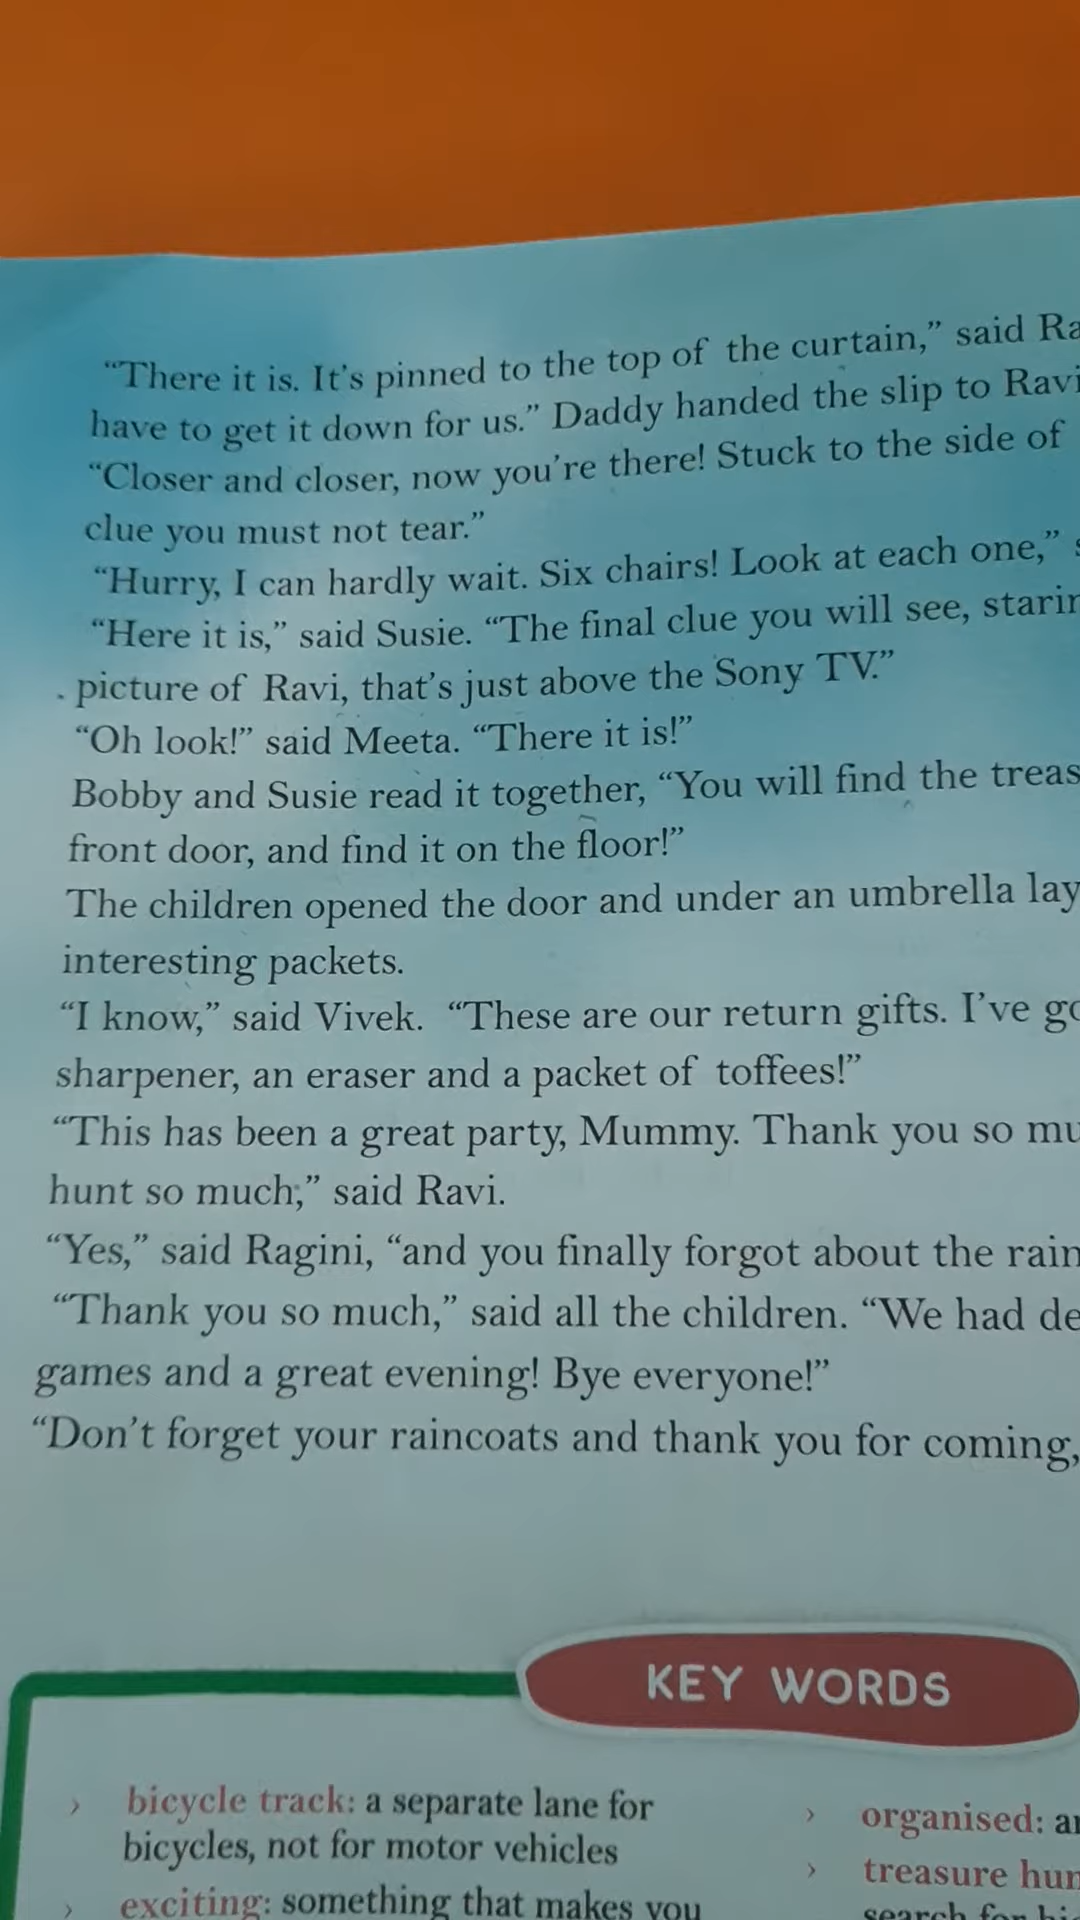 “There it is. It’s pinned to the top of the curtain,” said
have to get it down for us.” Daddy handed the slip to Ravi
“Closer and closer, now you’re there! Stuck to the side of
clue you must not tear.”
“Hurry, I can hardly wait. Six chairs! Look at each one,”
“Here it is,” said Susie. “The final clue you will see,
picture of Ravi, that’s just above the Sony TV.”
“Oh look!” said Meeta. “There it is!”
Bobby and Susie read it together, “You will find the
front door, and find it on the floor!”
The children opened the door and under an umbrella lay
interesting packets.
“I know,” said Vivek. “These are our return gifts. I’ve
sharpener, an eraser and a packet of toffees!”
“This has been a great party, Mummy. Thank you so
hunt so much,” said Ravi.
“Yes,” said Ragini, “and you finally forgot about the rain
“Thank you so much,” said all the children. “We had
games and a great evening! Bye everyone!”
“Don’t forget your raincoats and thank you for coming,
KEY WORDS
› bicycle track: a separate lane for
bicycles, not for motor vehicles
› exciting: something that makes you
› organised:
› treasure
search for